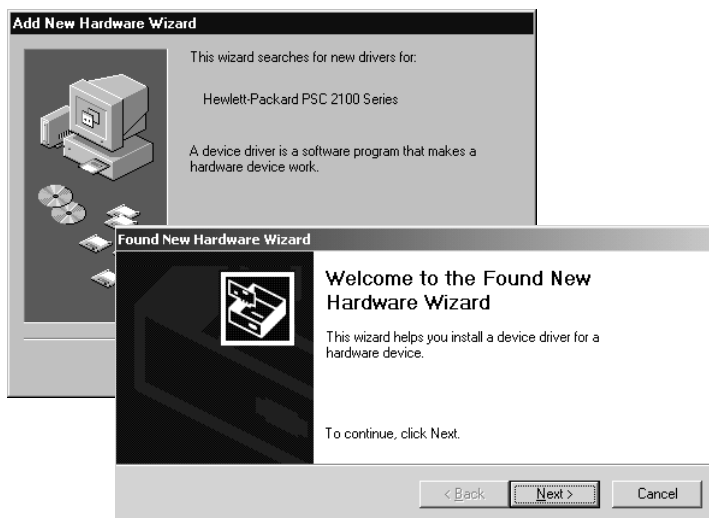 Add New Hardware Wizard
This wizard searches for new drivers for:
Hewlett-Packard PSC 2100 Series
A device driver is a software program that makes a
hardware device work.
Found New Hardware Wizard
Welcome to the Found New
Hardware Wizard
This wizard helps you install a device driver for a
hardware device.
To continue, click Next.
< Back
Next >
Cancel